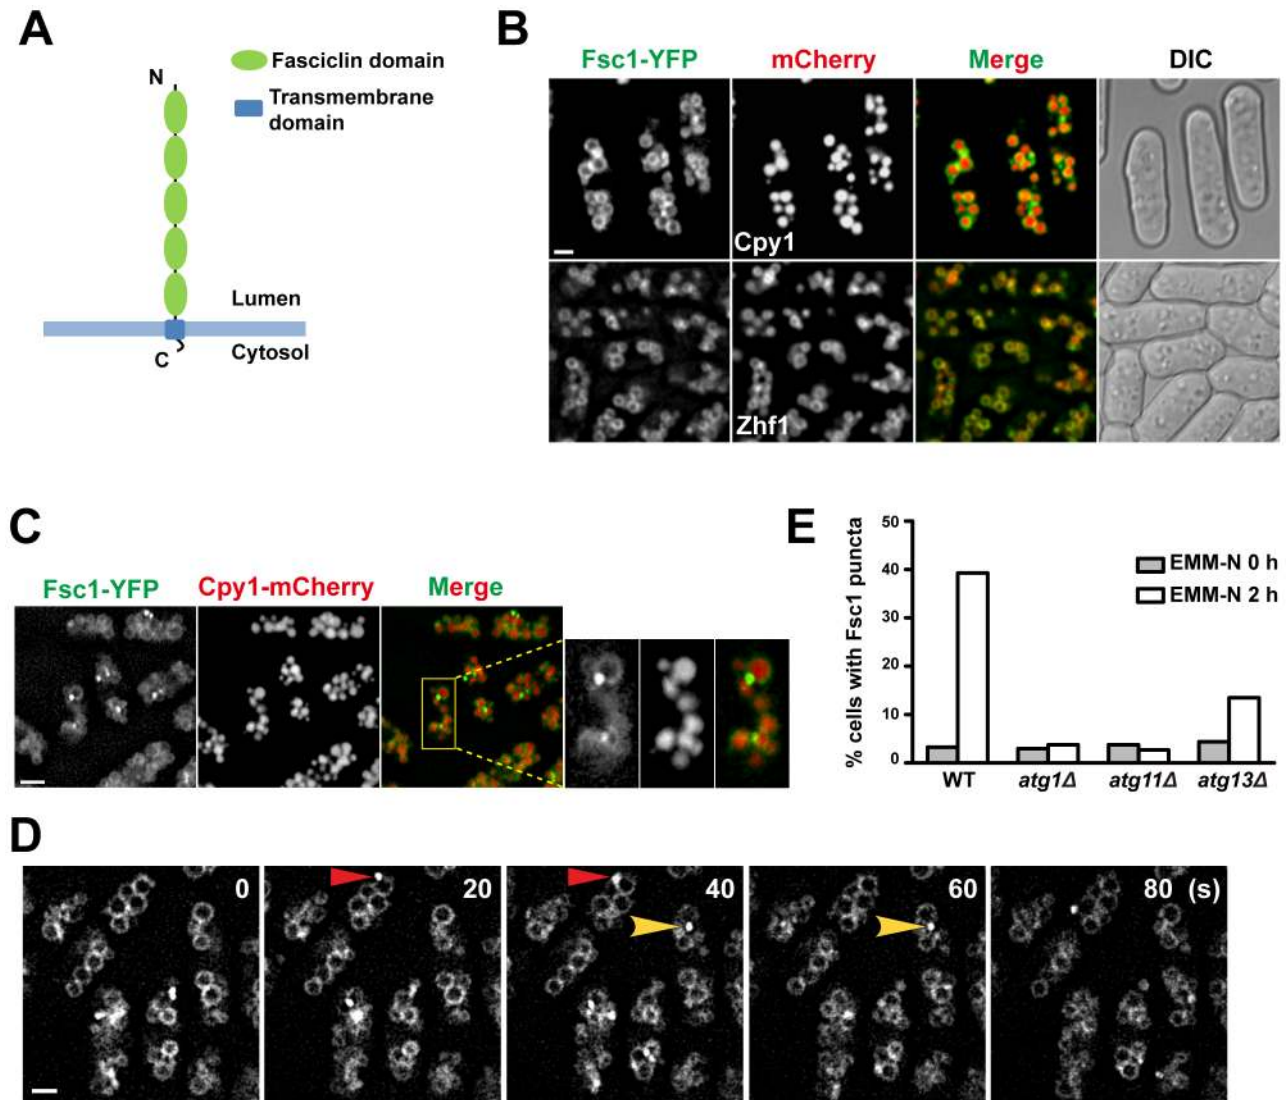 A
N
Fasciclin domain
Transmembrane
domain
Lumen
C
Cytosol
B
Fsc1-YFP mCherry Merge DIC
Cpy1
Zhf1
C
Fsc1-YFP Cpy1-mCherry Merge
E
% cells with Fsc1 puncta
50
40
30
20
10
0
EMM-N 0 h
EMM-N 2 h
WT atg1Δ atg11Δ atg13Δ
D
0 20 40 60 80 (s)